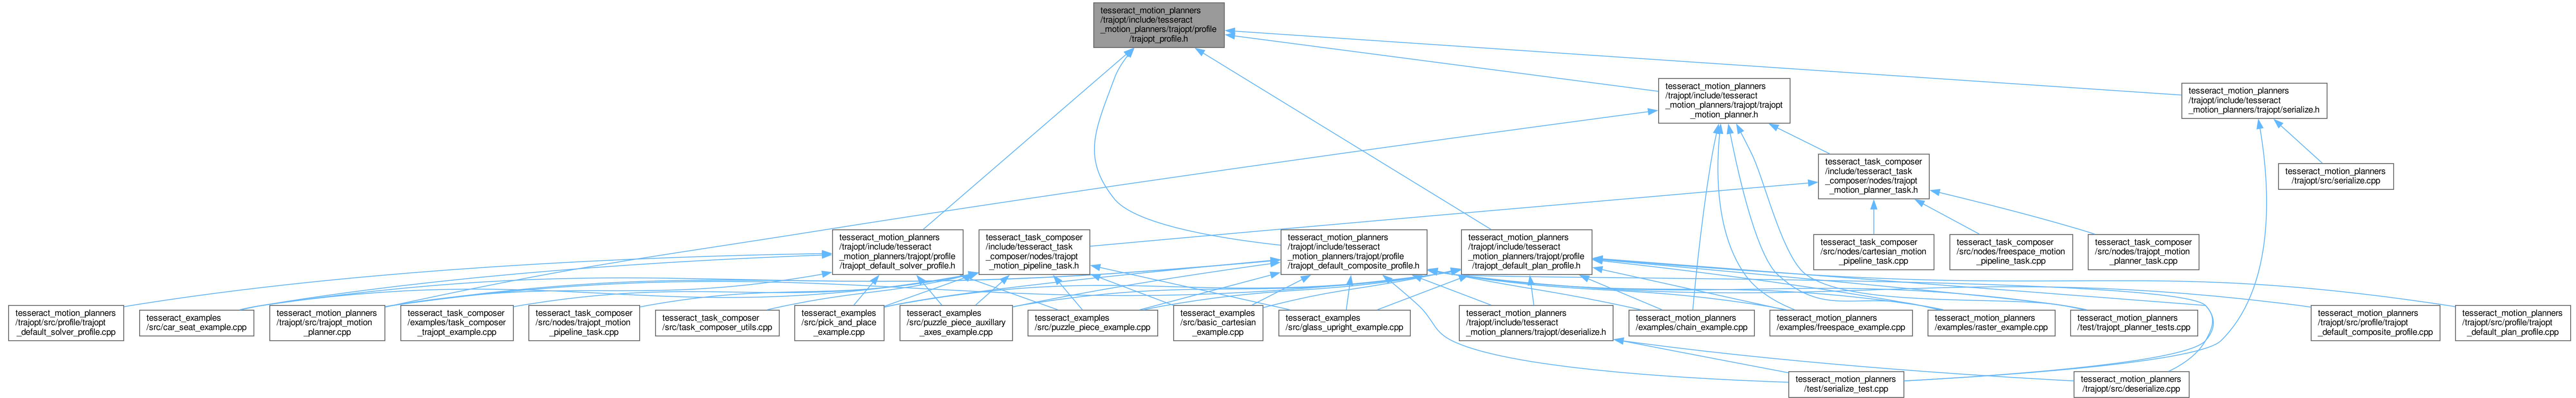 tesseract_motion_planners
/trajopt/include/tesseract
_motion_planners/trajopt/profile
/trajopt_profile.h
tesseract_motion_planners
/trajopt/include/tesseract
_motion_planners/trajopt/trajopt
_motion_planner.h
tesseract_motion_planners
/trajopt/include/tesseract
_motion_planners/trajopt/serialize.h
tesseract_task_composer
/include/tesseract_task
_composer/nodes/trajopt
_motion_planner_task.h
tesseract_motion_planners
/trajopt/src/serialize.cpp
tesseract_motion_planners
/trajopt/include/tesseract
_motion_planners/trajopt/profile
/trajopt_default_solver_profile.h
tesseract_task_composer
/include/tesseract_task
_composer/nodes/trajopt
_motion_pipeline_task.h
tesseract_motion_planners
/trajopt/include/tesseract
_motion_planners/trajopt/profile
/trajopt_default_composite_profile.h
tesseract_motion_planners
/trajopt/include/tesseract
_motion_planners/trajopt/profile
/trajopt_default_plan_profile.h
tesseract_task_composer
/src/nodes/cartesian_motion
_pipeline_task.cpp
tesseract_task_composer
/src/nodes/freespace_motion
_pipeline_task.cpp
tesseract_task_composer
/src/nodes/trajopt_motion
_planner_task.cpp
tesseract_motion_planners
/trajopt/src/profile/trajopt
_default_solver_profile.cpp
tesseract_examples
/src/car_seat_example.cpp
tesseract_motion_planners
/trajopt/src/trajopt_motion
_planner.cpp
tesseract_task_composer
/examples/task_composer
_trajopt_example.cpp
tesseract_task_composer
/src/nodes/trajopt_motion
_pipeline_task.cpp
tesseract_task_composer
/src/task_composer_utils.cpp
tesseract_examples
/src/pick_and_place
_example.cpp
tesseract_examples
/src/puzzle_piece_auxillary
_axes_example.cpp
tesseract_examples
/src/puzzle_piece_example.cpp
tesseract_examples
/src/basic_cartesian
_example.cpp
tesseract_examples
/src/glass_upright_example.cpp
tesseract_motion_planners
/trajopt/include/tesseract
_motion_planners/trajopt/deserialize.h
tesseract_motion_planners
/examples/chain_example.cpp
tesseract_motion_planners
/examples/freespace_example.cpp
tesseract_motion_planners
/examples/raster_example.cpp
tesseract_motion_planners
/test/trajopt_planner_tests.cpp
tesseract_motion_planners
/trajopt/src/profile/trajopt
_default_composite_profile.cpp
tesseract_motion_planners
/trajopt/src/profile/trajopt
_default_plan_profile.cpp
tesseract_motion_planners
/test/serialize_test.cpp
tesseract_motion_planners
/trajopt/src/deserialize.cpp